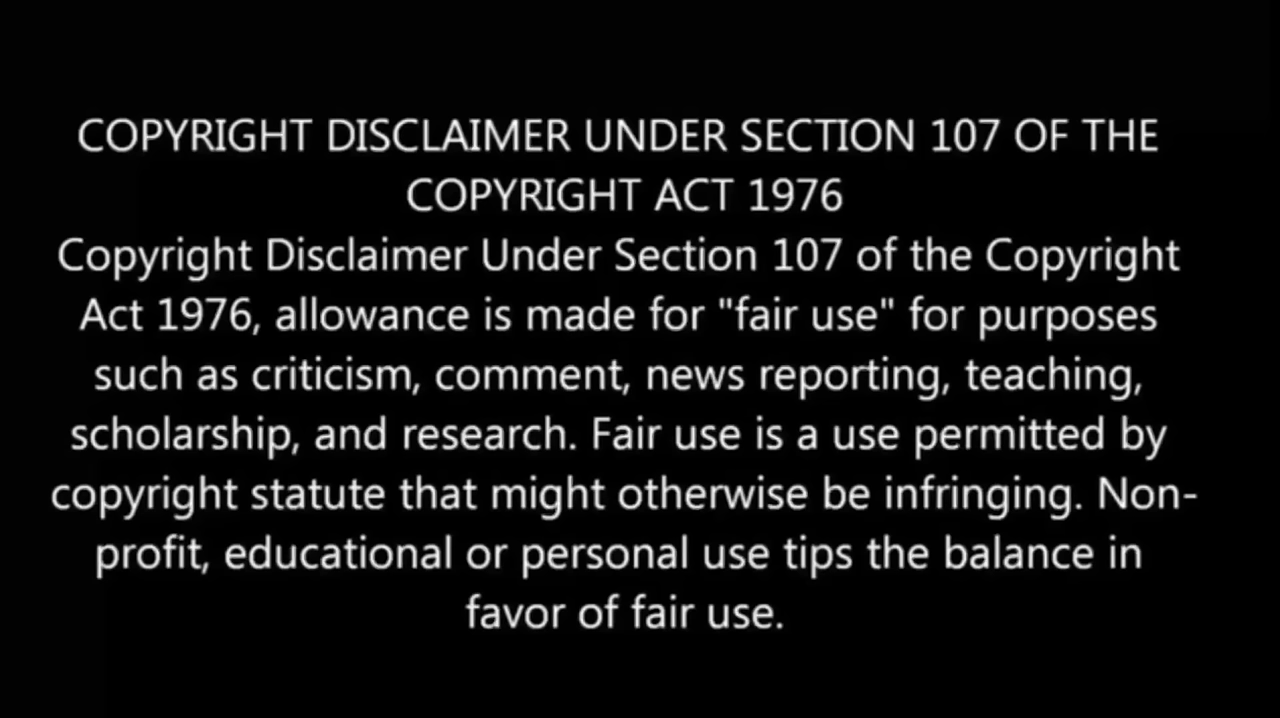 COPYRIGHT DISCLAIMER UNDER SECTION 107 OF THE
COPYRIGHT ACT 1976
Copyright Disclaimer Under Section 107 of the Copyright
Act 1976, allowance is made for "fair use" for purposes
such as criticism, comment, news reporting, teaching,
scholarship, and research. Fair use is a use permitted by
copyright statute that might otherwise be infringing. Non-
profit, educational or personal use tips the balance in
favor of fair use.